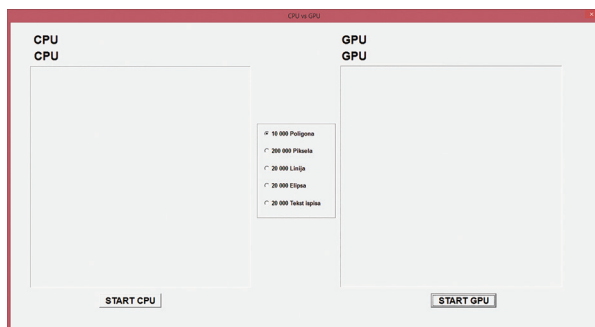 CPU vs GPU
CPU
CPU
GPU
GPU
10 000 Poligona
200 000 Piksela
20 000 Linija
20 000 Elipsa
20 000 Tekst ispisa
START CPU
START GPU